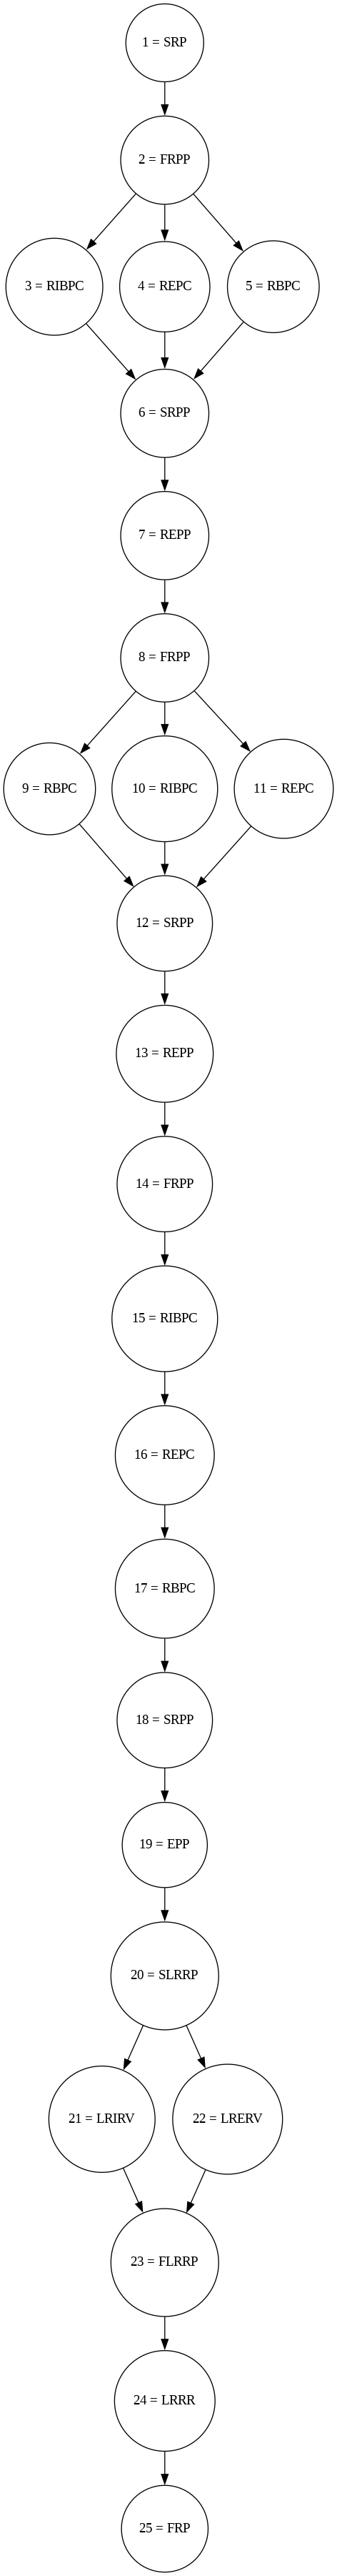 1 = SRP
2 = FRPP
3 = RIBPC
4 = REPC
5 = RBPC
6 = SRPP
7 = REPP
8 = FRPP
9 = RBPC
10 = RIBPC
11 = REPC
12 = SRPP
13 = REPP
14 = FRPP
15 = RIBPC
16 = REPC
17 = RBPC
18 = SRPP
19 = EPP
20 = SLRRP
21 = LRIRV
22 = LRERV
23 = FLRRP
24 = LRRR
25 = FRP